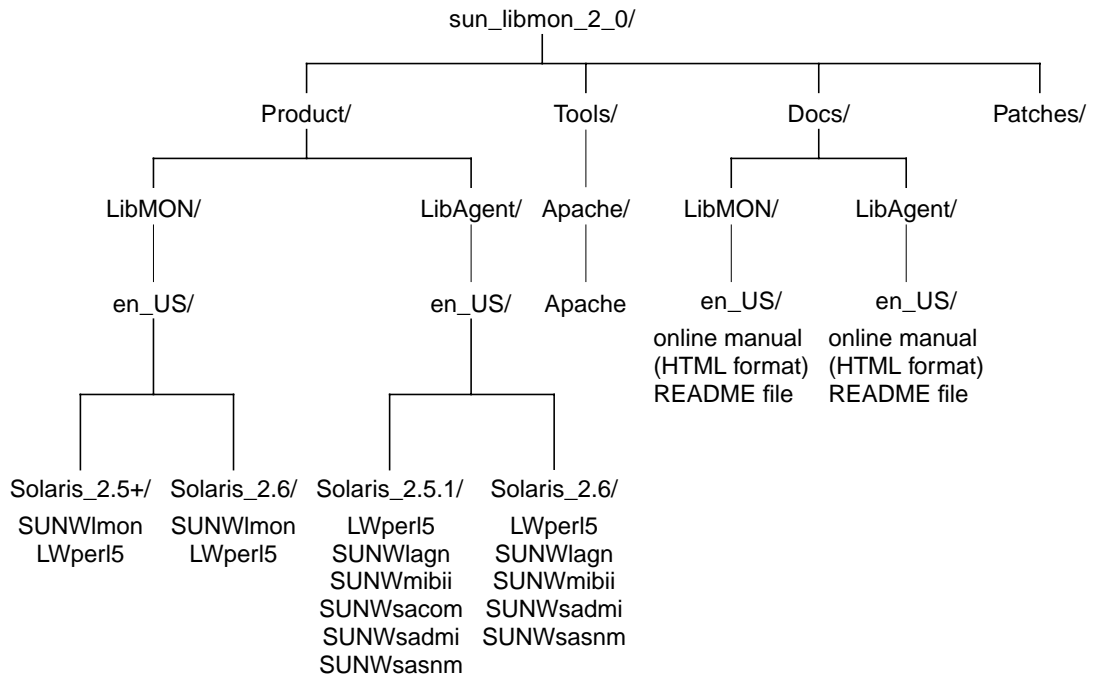 sun_libmon_2_0/
Product/
Tools/
Docs/
Patches/
LibMON/
LibAgent/
Apache/
LibMON/
LibAgent/
en_US/
en_US/
Apache
en_US/
online manual
(HTML format)
README file
en_US/
online manual
(HTML format)
README file
Solaris_2.5+/
SUNWlmon
LWperl5
Solaris_2.6/
SUNWlmon
LWperl5
Solaris_2.5.1/
LWperl5
SUNWlagn
SUNWmibii
SUNWsacom
SUNWsadmi
SUNWsasnm
Solaris_2.6/
LWperl5
SUNWlagn
SUNWmibii
SUNWsadmi
SUNWsasnm